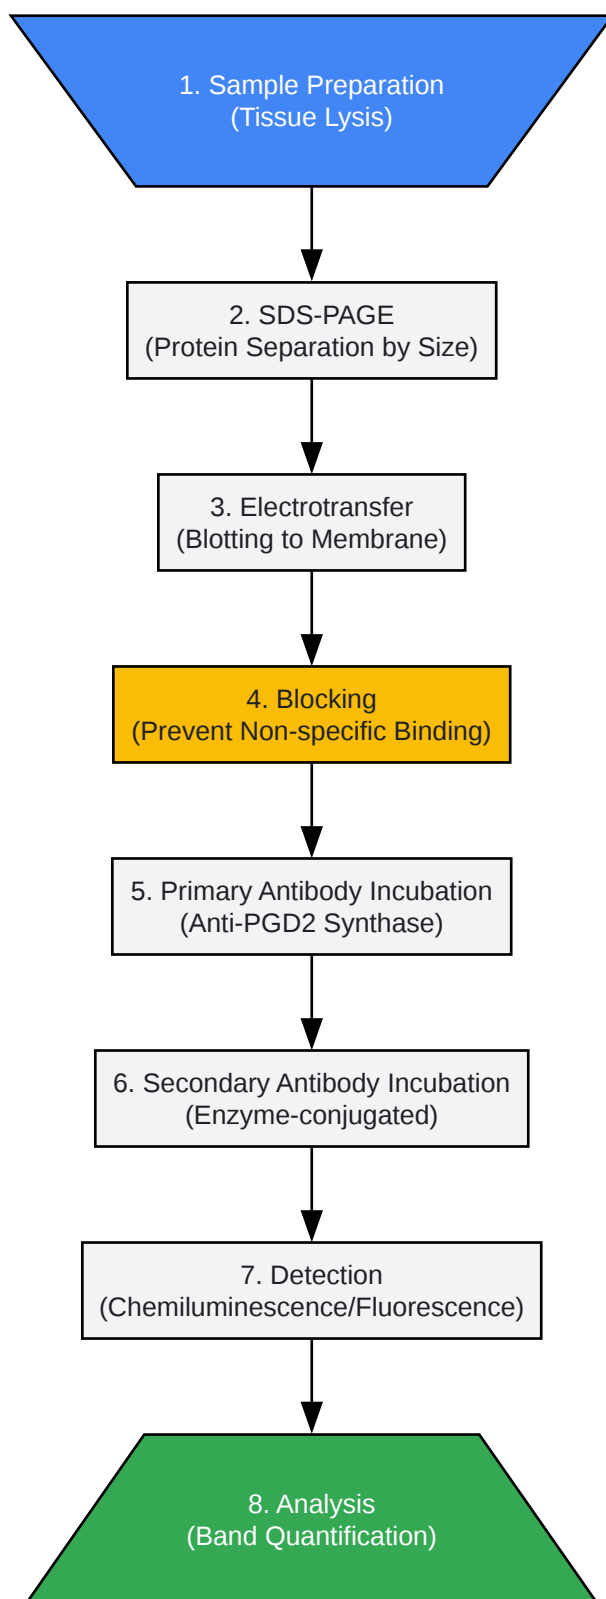 1. Sample Preparation
(Tissue Lysis)
2. SDS-PAGE
(Protein Separation by Size)
3. Electrotransfer
(Blotting to Membrane)
4. Blocking
(Prevent Non-specific Binding)
5. Primary Antibody Incubation
(Anti-PGD2 Synthase)
6. Secondary Antibody Incubation
(Enzyme-conjugated)
7. Detection
(Chemiluminescence/Fluorescence)
8. Analysis
(Band Quantification)